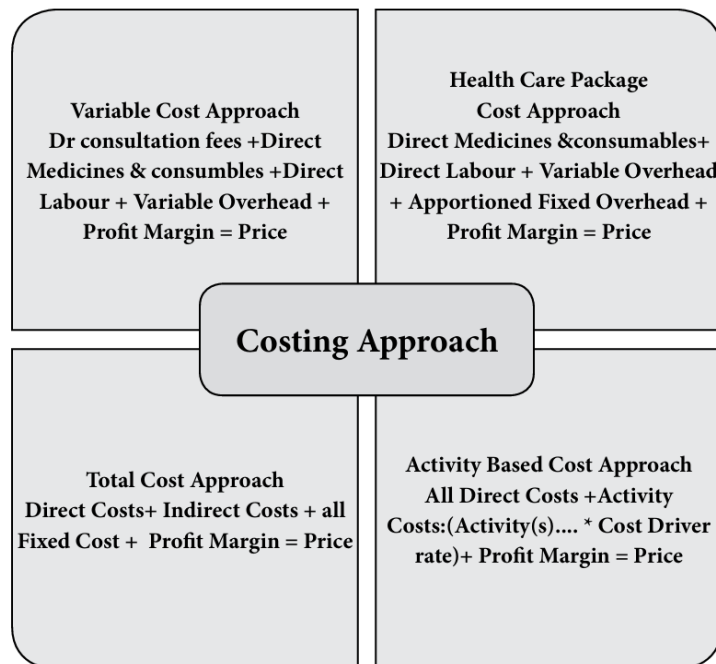 Variable Cost Approach
Dr consultation fees +Direct
Medicines & consumbles +Direct
Labour + Variable Overhead +
Profit Margin = Price
Health Care Package
Cost Approach
Direct Medicines &consumables+
Direct Labour + Variable Overhead
+ Apportioned Fixed Overhead +
Profit Margin = Price
Costing Approach
Total Cost Approach
Direct Costs+ Indirect Costs + all
Fixed Cost + Profit Margin = Price
Activity Based Cost Approach
All Direct Costs +Activity
Costs:(Activity(s).... * Cost Driver
rate)+ Profit Margin = Price